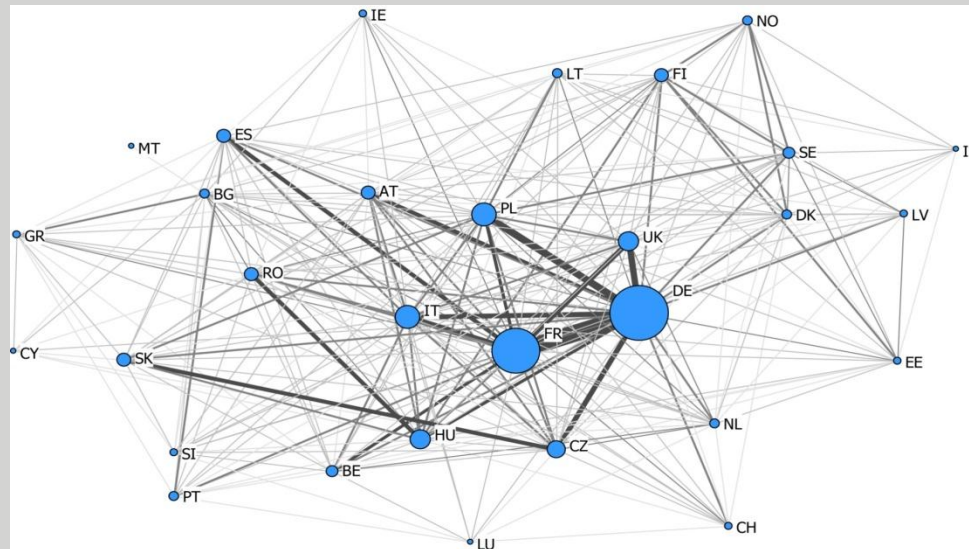 IE
NO
LT
FI
ES
MT
SE
I
AT
BG
PL
DK
LV
GR
UK
RO
DE
IT
FR
CY
SK
EE
NL
HU
CZ
SI
BE
PT
CH
LU